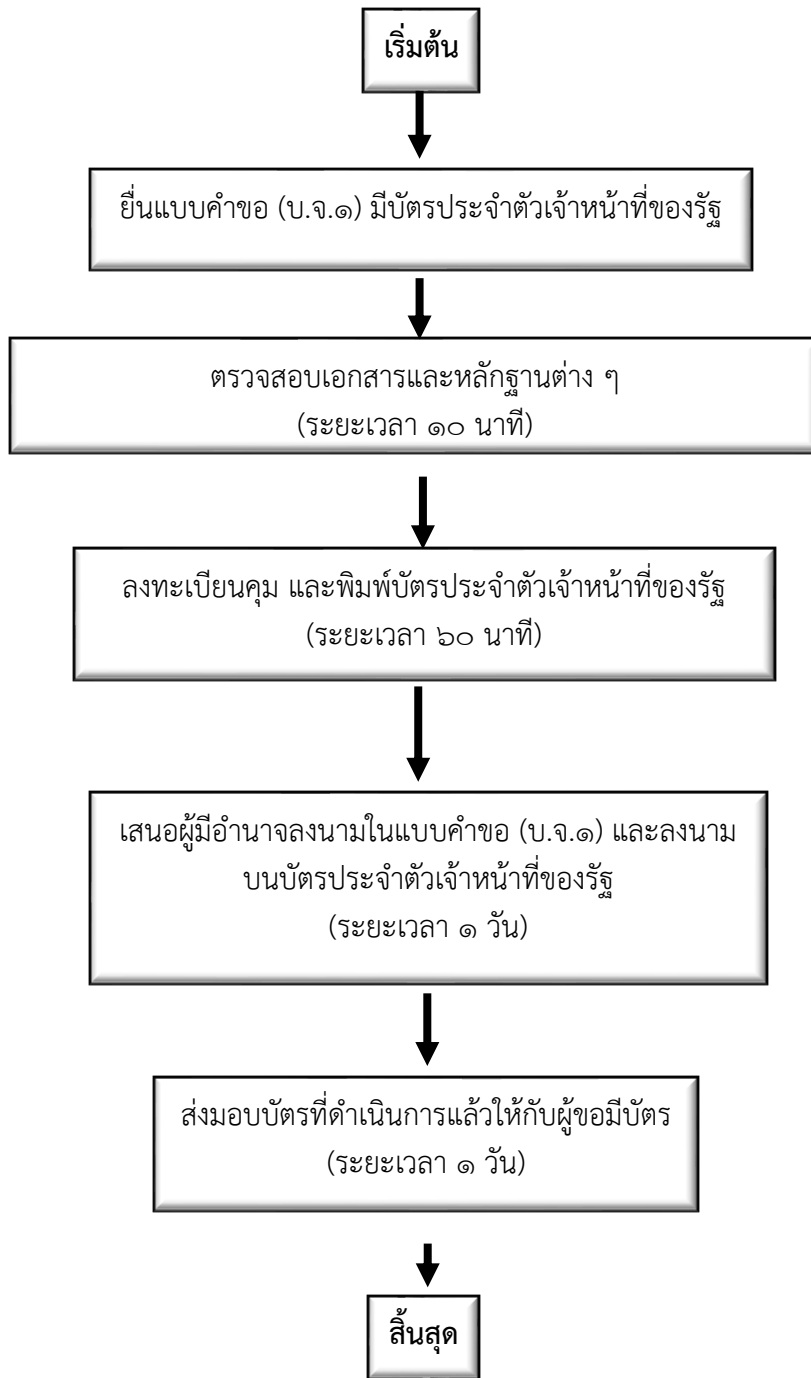 เริ่มต้น
ยื่นแบบคำขอ (บ.จ.๑) มีบัตรประจำตัวเจ้าหน้าที่ของรัฐ
ตรวจสอบเอกสารและหลักฐานต่าง ๆ
(ระยะเวลา ๑๐ นาที)
ลงทะเบียนคุม และพิมพ์บัตรประจำตัวเจ้าหน้าที่ของรัฐ
(ระยะเวลา ๖๐ นาที)
เสนอผู้มีอำนาจลงนามในแบบคำขอ (บ.จ.๑) และลงนาม
บนบัตรประจำตัวเจ้าหน้าที่ของรัฐ
(ระยะเวลา ๑ วัน)
ส่งมอบบัตรที่ดำเนินการแล้วให้กับผู้ขอมีบัตร
(ระยะเวลา ๑ วัน)
สิ้นสุด